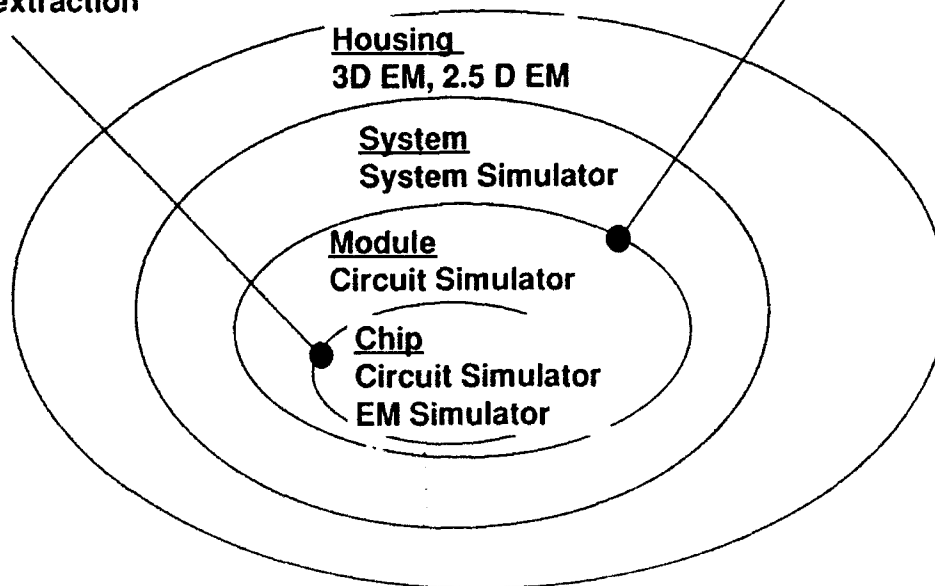 extraction
Housing
3D EM, 2.5 D EM
System
System Simulator
Module
Circuit Simulator
Chip
Circuit Simulator
EM Simulator